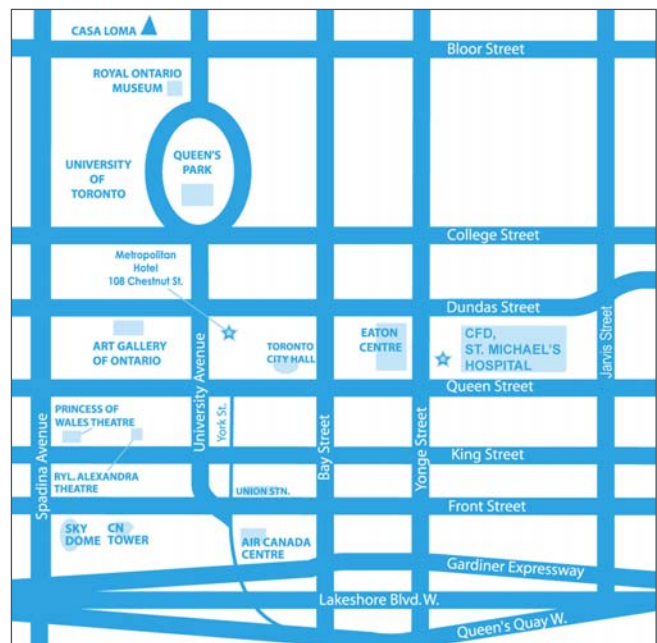 CASA LOMA
Bloor Street
ROYAL ONTARIO
MUSEUM
QUEEN'S
PARK
UNIVERSITY
OF
TORONTO
College Street
Metropolitan
Hotel
108 Chestnut St.
Dundas Street
ART GALLERY
OF ONTARIO
University Avenue
TORONTO
CITY HALL
EATON
CENTRE
CFD,
ST. MICHAEL'S
HOSPITAL
Jarvis Street
Queen Street
PRINCESS OF
WALES THEATRE
York St.
Bay Street
Yonge Street
Spadina Avenue
King Street
RYL. ALEXANDRA
THEATRE
UNION STN.
Front Street
SKY
DOME
CN
TOWER
AIR CANADA
CENTRE
Gardiner Expressway
Lakeshore Blvd. W.
Queen's Quay W.